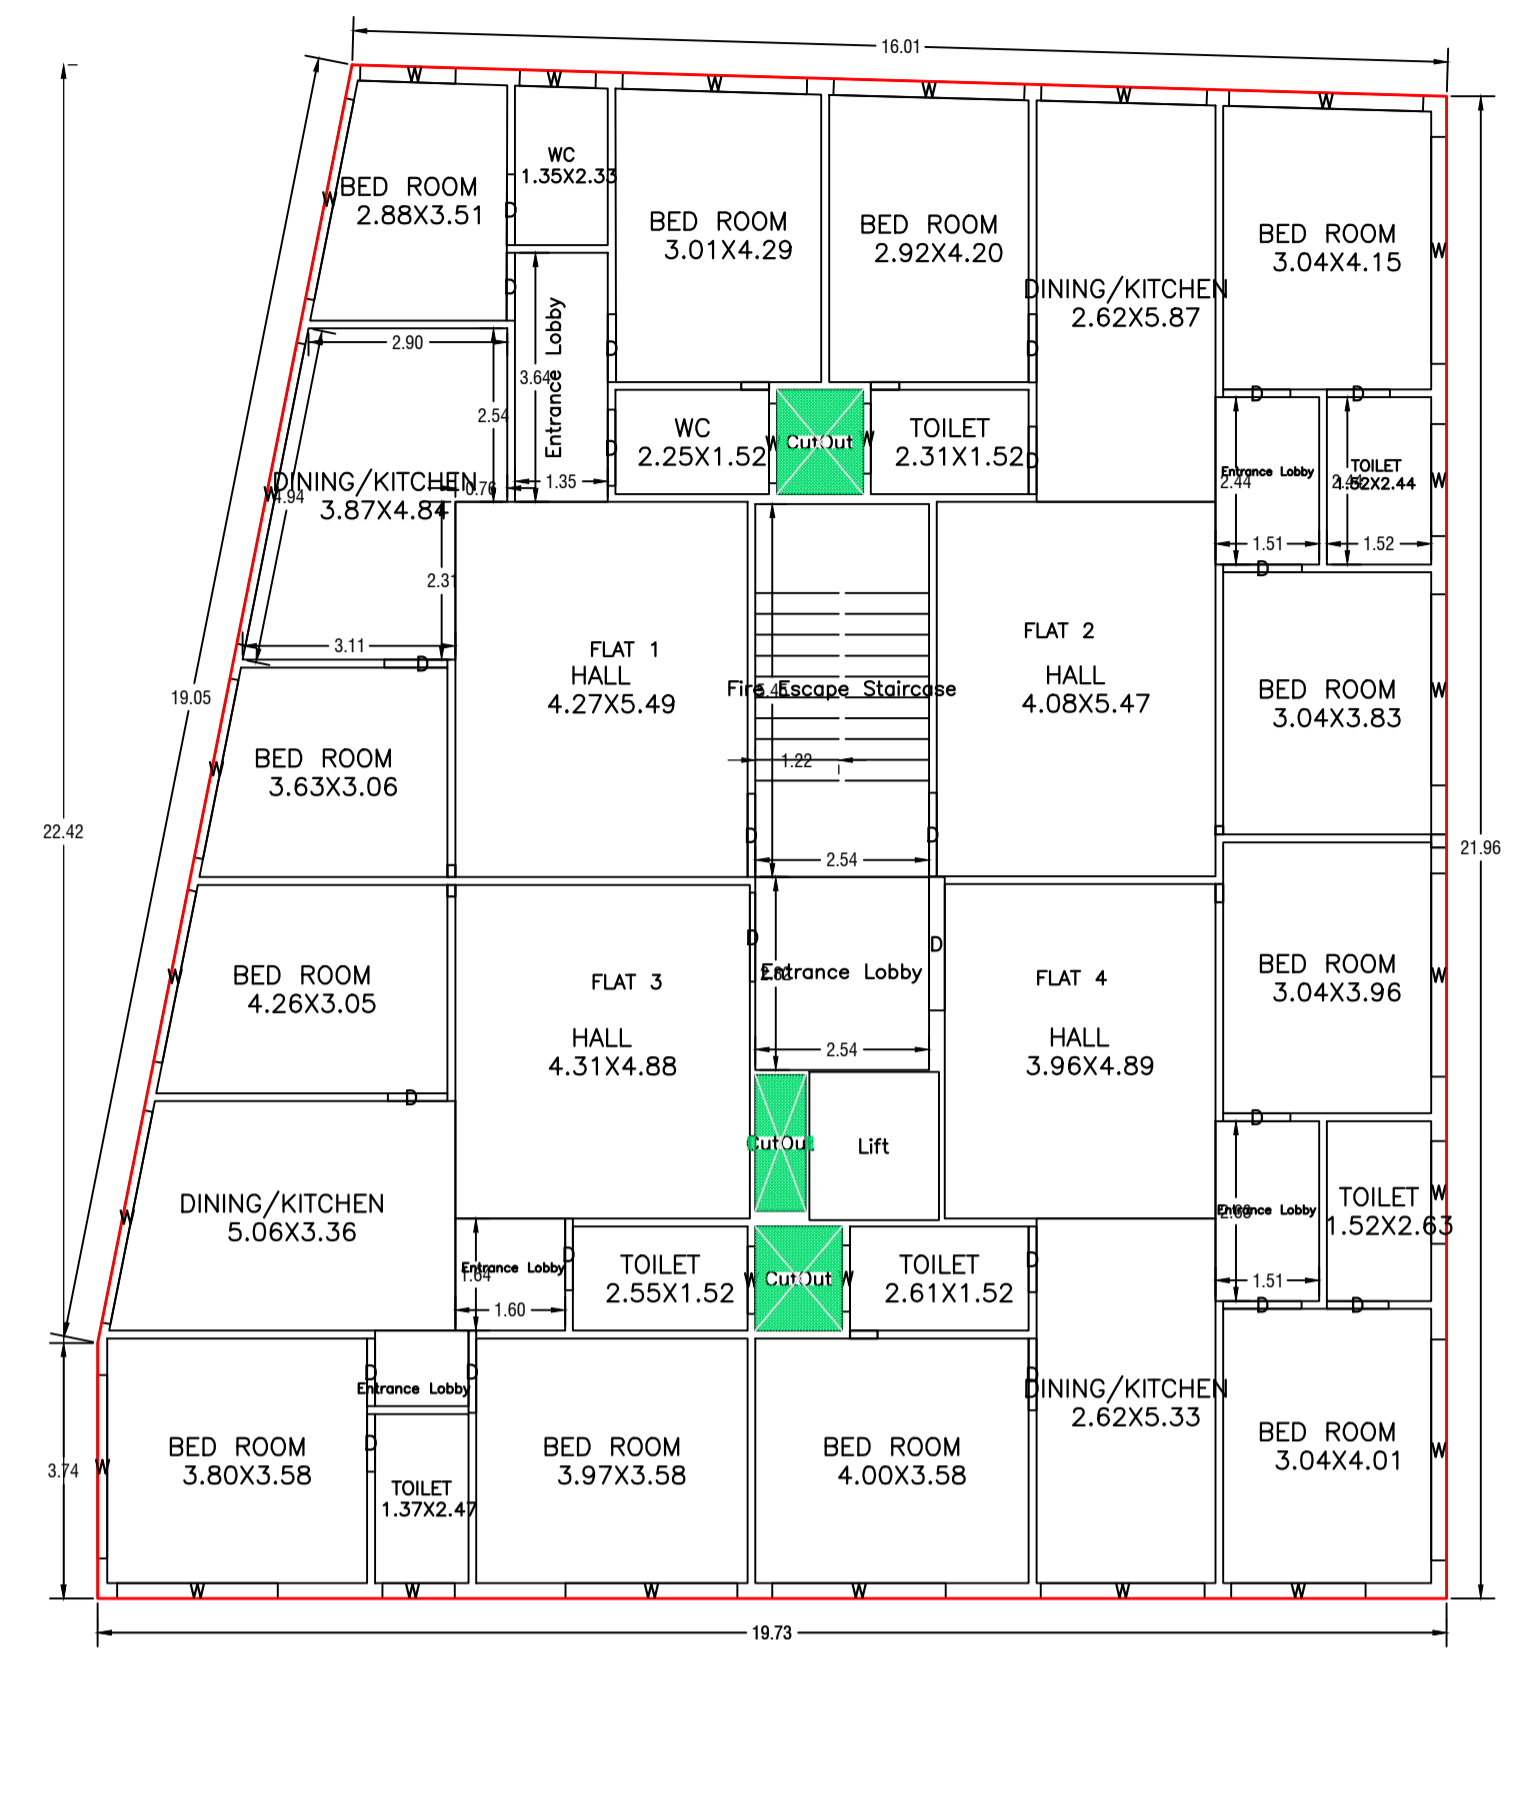 16.01
W
W
W
W
W
W
WC
1.35X2.33
BED ROOM
2.88X3.51
W
D
BED ROOM
3.01X4.29
BED ROOM
2.92X4.20
BED ROOM
3.04X4.15
W
DINING/KITCHEN
2.62X5.87
D
2.90
D
D
Entrance Lobby
3.64
2.54
D
D
WC
2.25X1.52
D
W
CutOut
W
TOILET
2.31X1.52
D
Entrance Lobby
2.44
TOILET
1.52X2.44
W
DINING/KITCHEN
3.87X4.84
W
4.94
0.76
1.35
1.51
1.52
D
2.31
3.11
D
FLAT 1
HALL
4.27X5.49
FLAT 2
HALL
4.08X5.47
Fire Escape Staircase
1.22
BED ROOM
3.04X3.83
W
19.05
W
BED ROOM
3.63X3.06
22.42
D
D
2.54
21.96
D
D
Entrance Lobby
2.54
W
BED ROOM
4.26X3.05
FLAT 3
HALL
4.31X4.88
FLAT 4
HALL
3.96X4.89
BED ROOM
3.04X3.96
W
D
D
CutOut
Lift
W
DINING/KITCHEN
5.06X3.36
Entrance Lobby
TOILET
1.52X2.63
W
Entrance Lobby
1.64
1.60
D
TOILET
2.55X1.52
W
CutOut
W
TOILET
2.61X1.52
D
1.51
D
D
D
Entrance Lobby
D
D
DINING/KITCHEN
2.62X5.33
D
BED ROOM
3.80X3.58
W
3.74
TOILET
1.37X2.47
BED ROOM
3.97X3.58
BED ROOM
4.00X3.58
BED ROOM
3.04X4.01
W
W
W
W
W
W
W
19.73